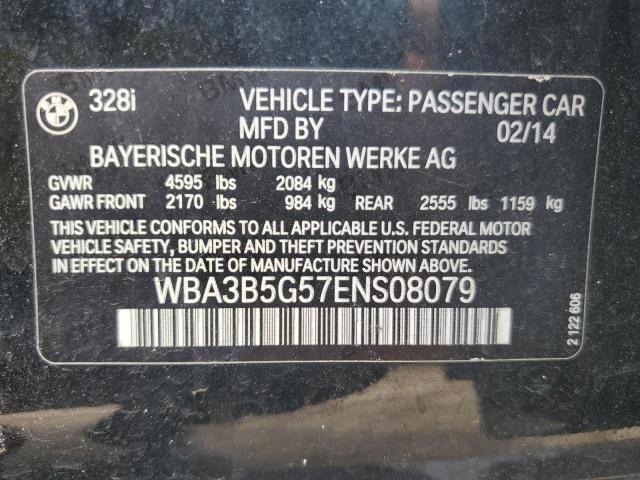 BMW
328i VEHICLE TYPE: PASSENGER CAR
MFD BY 02/14
BAYERISCHE MOTOREN WERKE AG
GVWR 4595 lbs 2084 kg
GAWR FRONT 2170 lbs 984 kg REAR 2555 lbs 1159 kg
THIS VEHICLE CONFORMS TO ALL APPLICABLE U.S. FEDERAL MOTOR
VEHICLE SAFETY, BUMPER AND THEFT PREVENTION STANDARDS
IN EFFECT ON THE DATE OF MANUFACTURE SHOWN ABOVE.
WBA3B5G57ENS08079
2 122 606